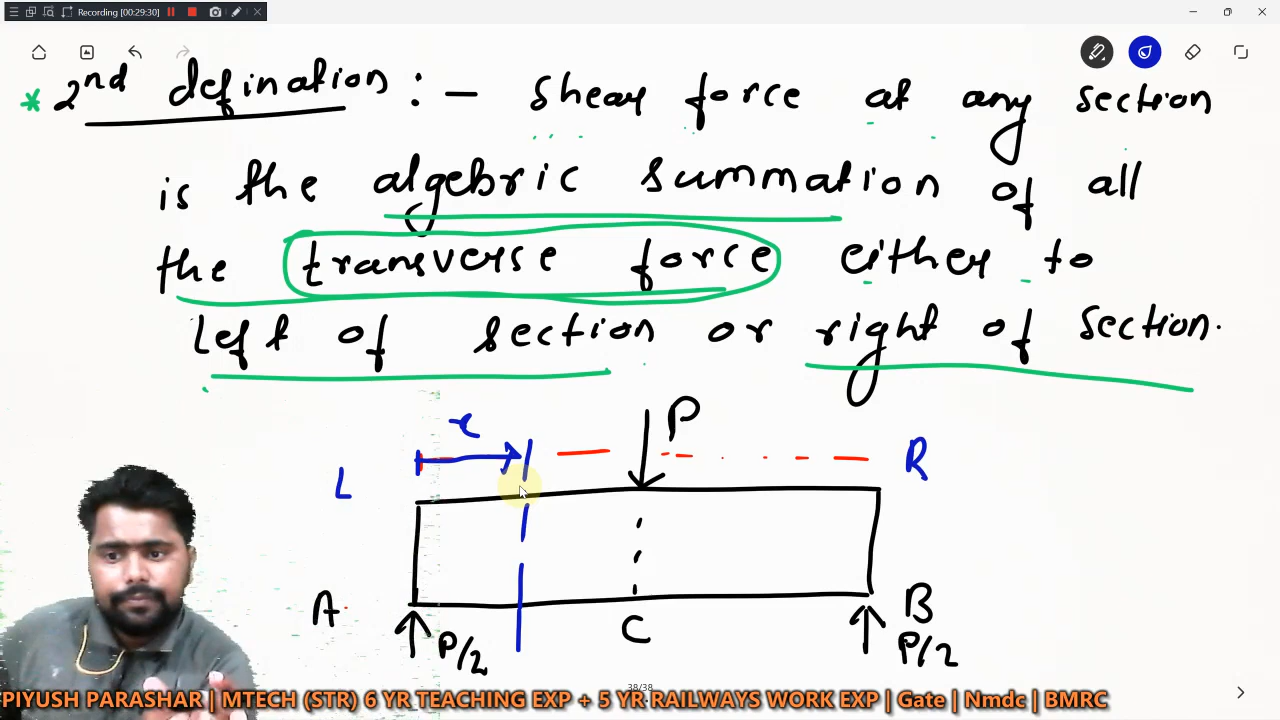 Recording [00:29:30]
* 2nd defination :- Shear force at any section
is the algebric summation of all
the transverse force either to
left of section or right of section.
x
P
L
R
A
B
C
P/2
P/2
38/38
PIYUSH PARASHAR | MTECH (STR) 6 YR TEACHING EXP + 5 YR RAILWAYS WORK EXP | Gate | Nmdc | BMRC